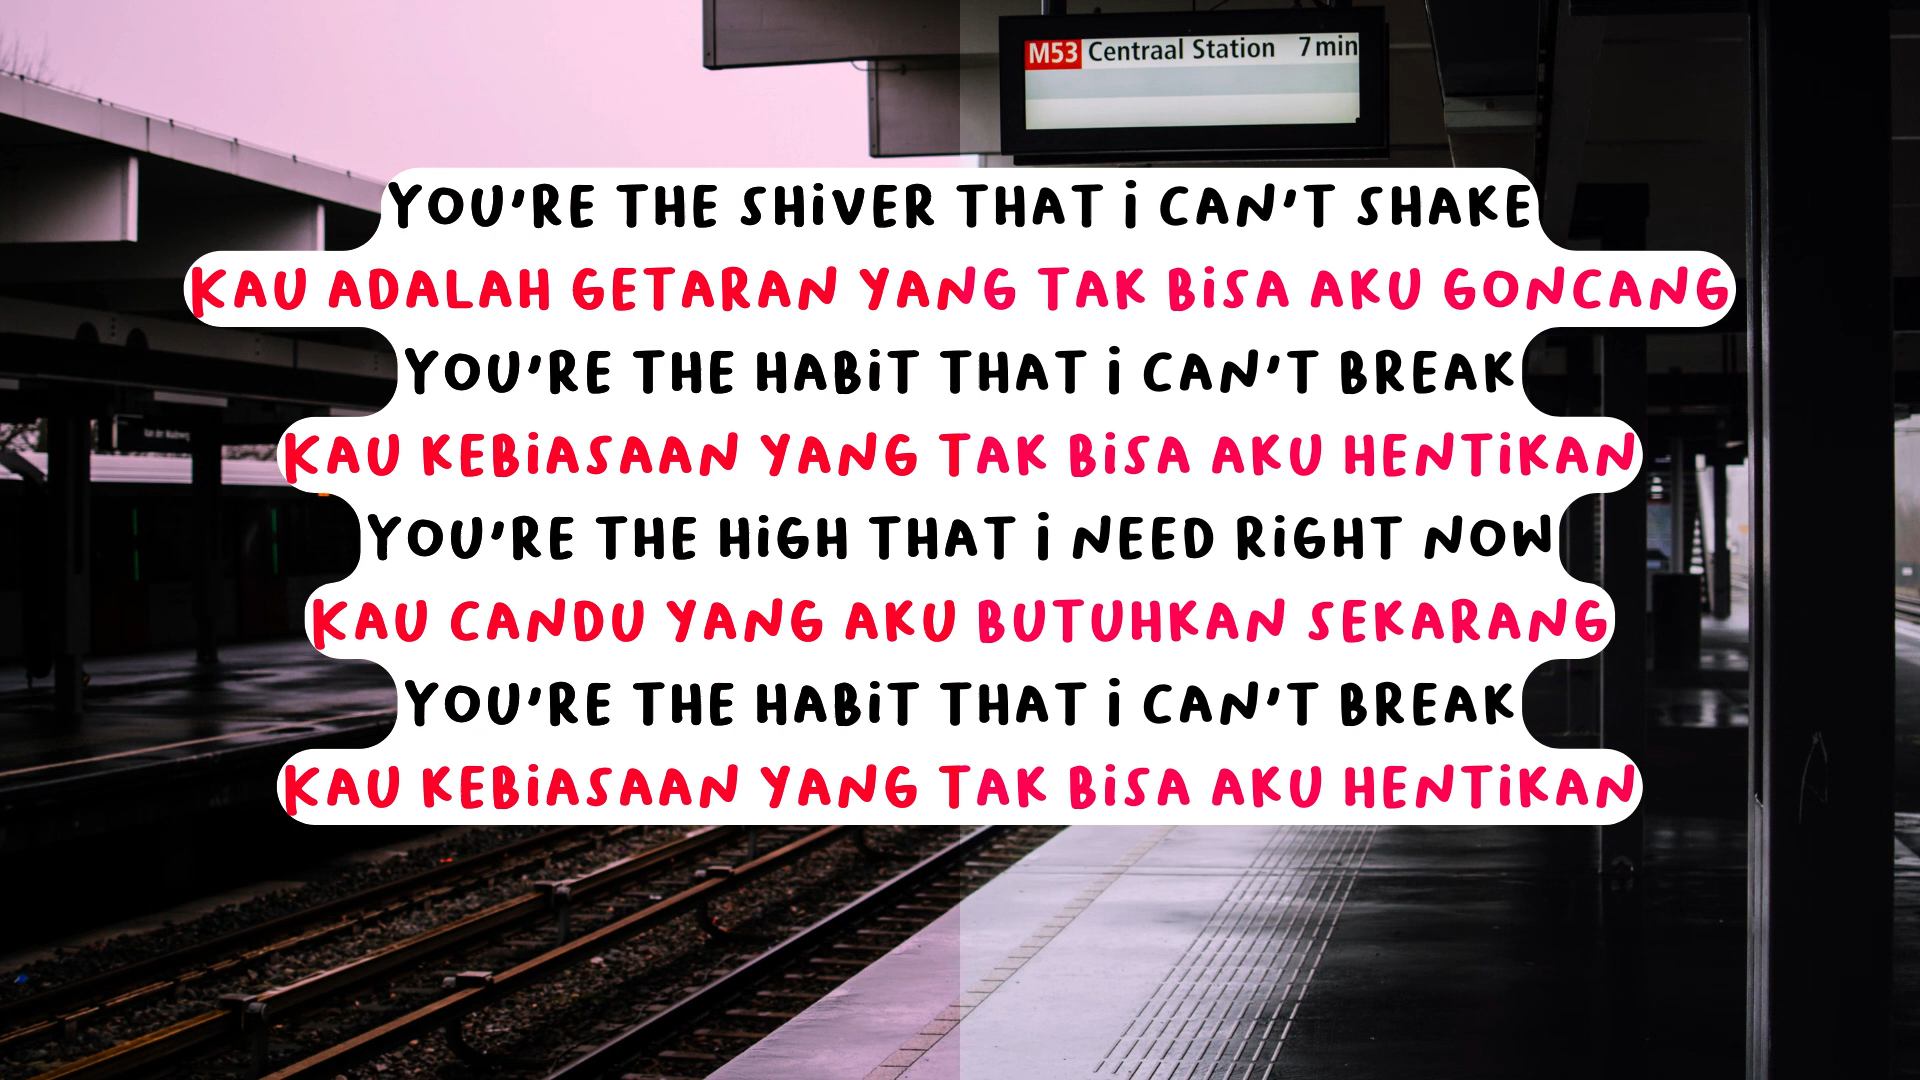 M53 Centraal Station 7 min
YOU'RE THE SHiVER THAT i CAN'T SHAKE
KAU ADALAH GETARAN YANG TAK BiSA AKU GONCANG
YOU'RE THE HABiT THAT i CAN'T BREAK
KAU KEBiASAAN YANG TAK BiSA AKU HENTiKAN
YOU'RE THE HiGH THAT i NEED RiGHT NOW
KAU CANDU YANG AKU BUTUHKAN SEKARANG
YOU'RE THE HABiT THAT i CAN'T BREAK
KAU KEBiASAAN YANG TAK BiSA AKU HENTiKAN